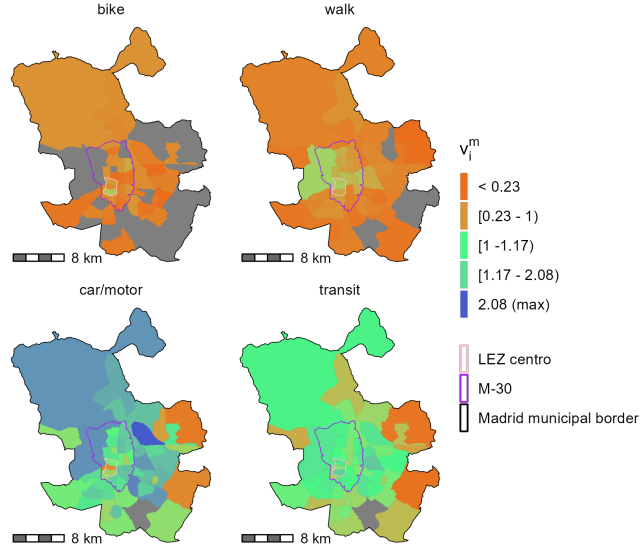 bike
walk
v_i^m
< 0.23
[0.23 - 1)
[1 -1.17)
[1.17 - 2.08)
2.08 (max)
8 km
8 km
car/motor
transit
LEZ centro
M-30
Madrid municipal border
8 km
8 km